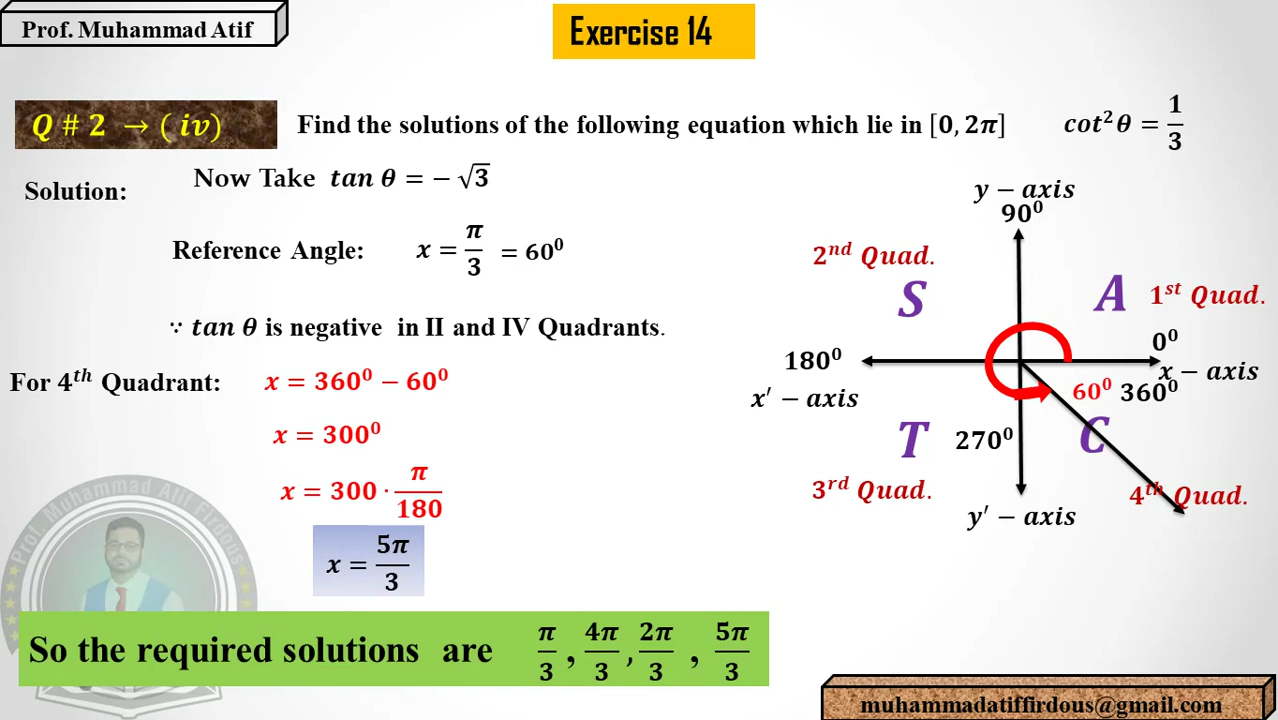 Prof. Muhammad Atif
Exercise 14
Q # 2 → ( iv)
Find the solutions of the following equation which lie in [0, 2π] cot²θ = 1/3
Solution:
Now Take tan θ = − √3
Reference Angle: x = π/3 = 60⁰
∵ tan θ is negative in II and IV Quadrants.
For 4ᵗʰ Quadrant: x = 360⁰ − 60⁰
x = 300⁰
x = 300 · π/180
x = 5π/3
So the required solutions are π/3 , 4π/3 , 2π/3 , 5π/3
y − axis
90⁰
2ⁿᵈ Quad.
S
A
1ˢᵗ Quad.
180⁰
0⁰
x′ − axis
x − axis
60⁰ 360⁰
T
270⁰
C
3ʳᵈ Quad.
4ᵗʰ Quad.
y′ − axis
Prof. Muhammad Atif Firdous
muhammadatiffirdous@gmail.com